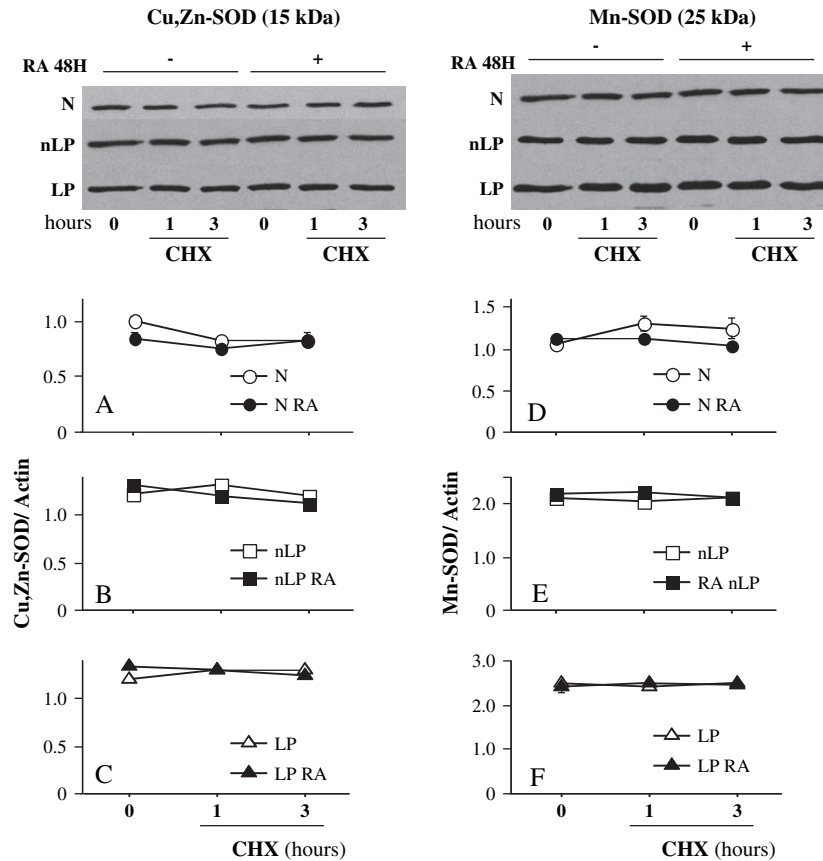 Cu,Zn-SOD (15 kDa)
RA 48H - +
N
nLP
LP
hours 0 1 3 0 1 3
CHX CHX
Mn-SOD (25 kDa)
RA 48H - +
N
nLP
LP
hours 0 1 3 0 1 3
CHX CHX
Cu,Zn-SOD/ Actin
1.0
0.5
0
A
N
N RA
1.0
0.5
0
B
nLP
nLP RA
1.0
0.5
0
C
LP
LP RA
0 1 3
CHX (hours)
Mn-SOD/ Actin
1.5
1.0
0.5
0
D
N
N RA
2.0
1.0
0
E
nLP
RA nLP
3.0
2.0
1.0
0
F
LP
LP RA
0 1 3
CHX (hours)